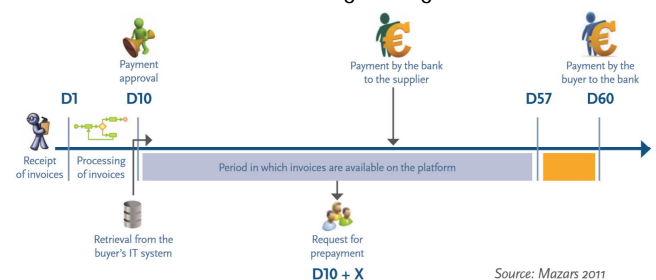 Payment
approval
Payment by the bank
to the supplier
Payment by the
buyer to the bank
D1
D10
D57
D60
Receipt
of invoices
Processing
of invoices
Period in which invoices are available on the platform
Retrieval from the
buyer's IT system
Request for
prepayment
D10 + X
Source: Mazars 2011